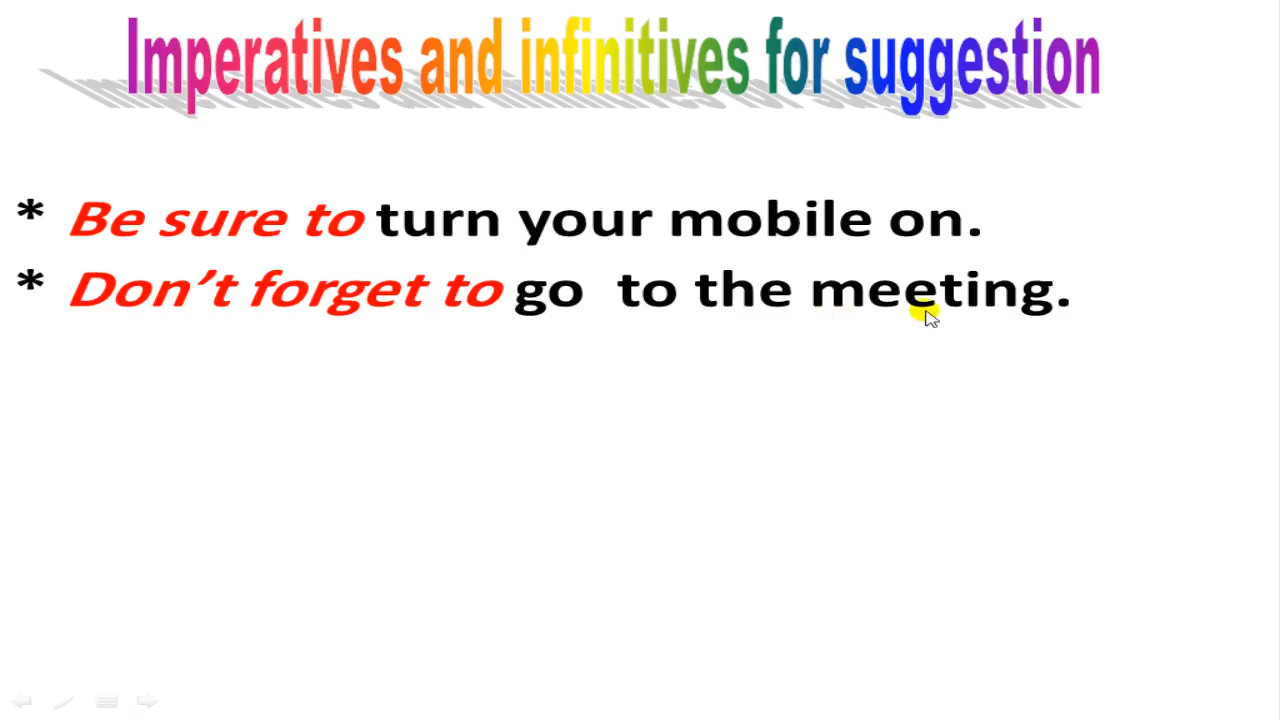 Imperatives and infinitives for suggestion
* Be sure to turn your mobile on.
* Don't forget to go  to the meeting.